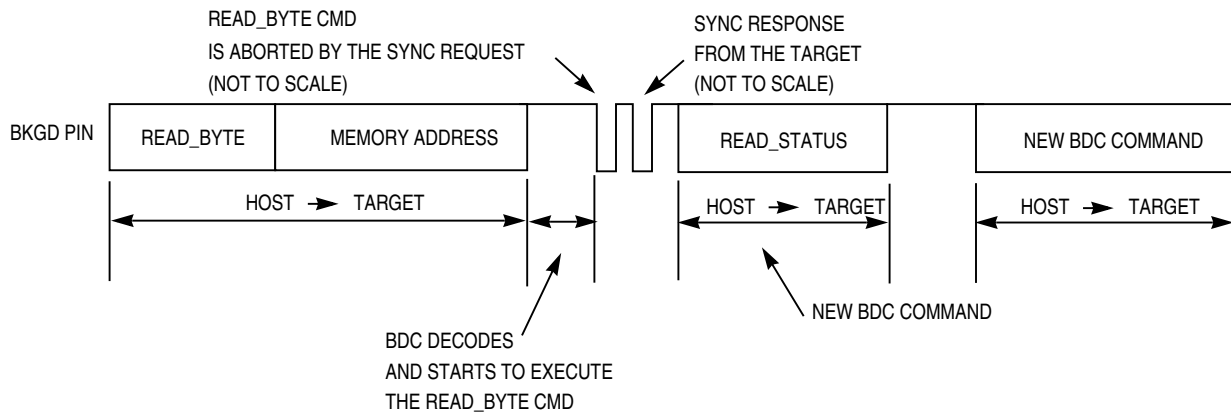 READ_BYTE CMD
IS ABORTED BY THE SYNC REQUEST
(NOT TO SCALE)
SYNC RESPONSE
FROM THE TARGET
(NOT TO SCALE)
BKGD PIN
READ_BYTE
MEMORY ADDRESS
READ_STATUS
NEW BDC COMMAND
HOST
TARGET
HOST
TARGET
HOST
TARGET
NEW BDC COMMAND
BDC DECODES
AND STARTS TO EXECUTE
THE READ_BYTE CMD